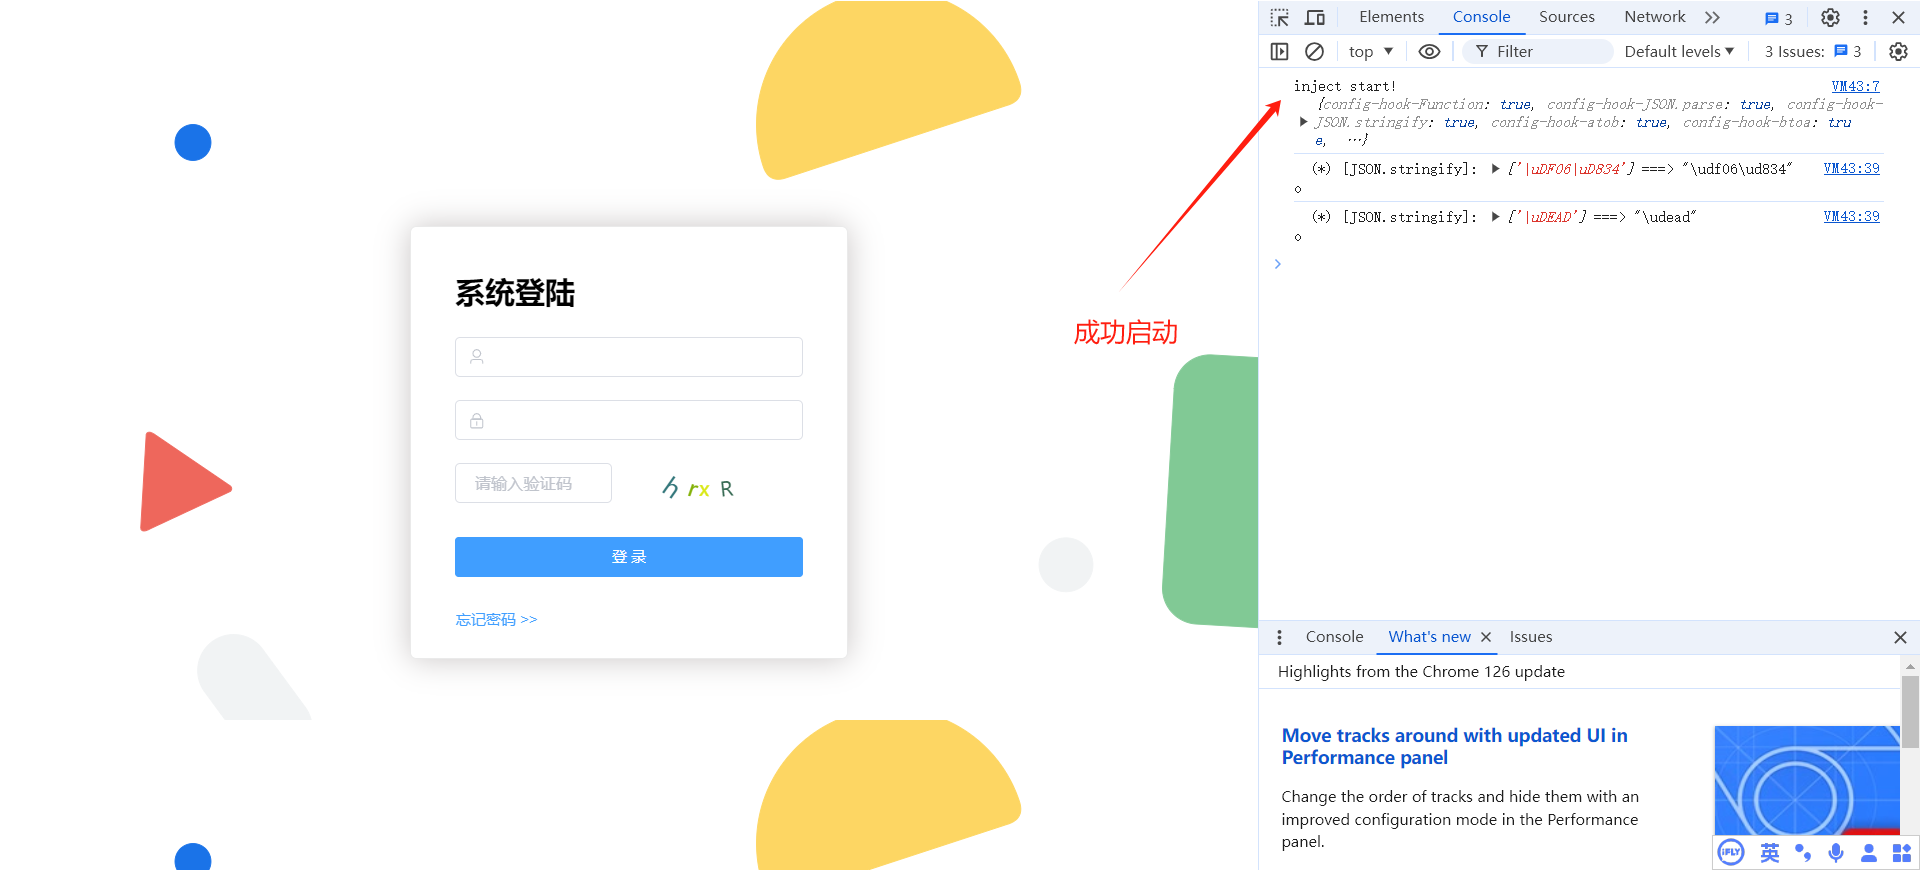 系统登陆
请输入验证码
h rx R
登 录
忘记密码 >>
成功启动
Elements Console Sources Network 3
top Filter Default levels 3 Issues: 3
inject start! VM43:7
{config-hook-Function: true, config-hook-JSON.parse: true, config-hook-
JSON.stringify: true, config-hook-atob: true, config-hook-btoa: tru
e, …}
(*) [JSON.stringify]: ['|uDF06|uD834'] ===> "\udf06\ud834" VM43:39
(*) [JSON.stringify]: ['|uDEAD'] ===> "\udead" VM43:39
Console What's new Issues
Highlights from the Chrome 126 update
Move tracks around with updated UI in
Performance panel
Change the order of tracks and hide them with an
improved configuration mode in the Performance
panel.
iFLY 英